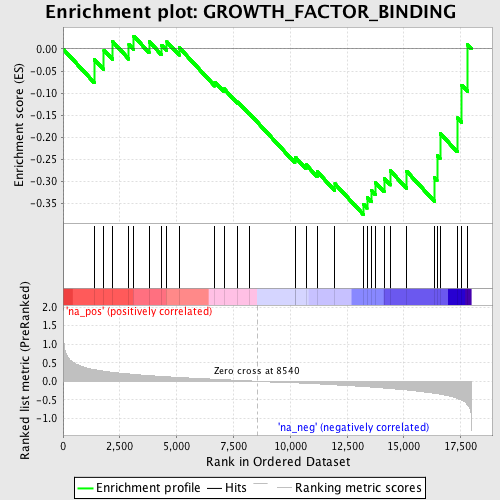 Enrichment plot: GROWTH_FACTOR_BINDING
Enrichment score (ES)
0.00
-0.05
-0.10
-0.15
-0.20
-0.25
-0.30
-0.35
'na_pos' (positively correlated)
Ranked list metric (PreRanked)
2.0
1.5
1.0
0.5
0.0
-0.5
-1.0
Zero cross at 8540
'na_neg' (negatively correlated)
0 2,500 5,000 7,500 10,000 12,500 15,000 17,500
Rank in Ordered Dataset
Enrichment profile Hits Ranking metric scores